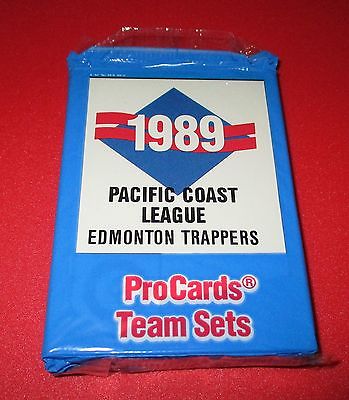 1989
PACIFIC COAST
LEAGUE
EDMONTON TRAPPERS
ProCards®
Team Sets